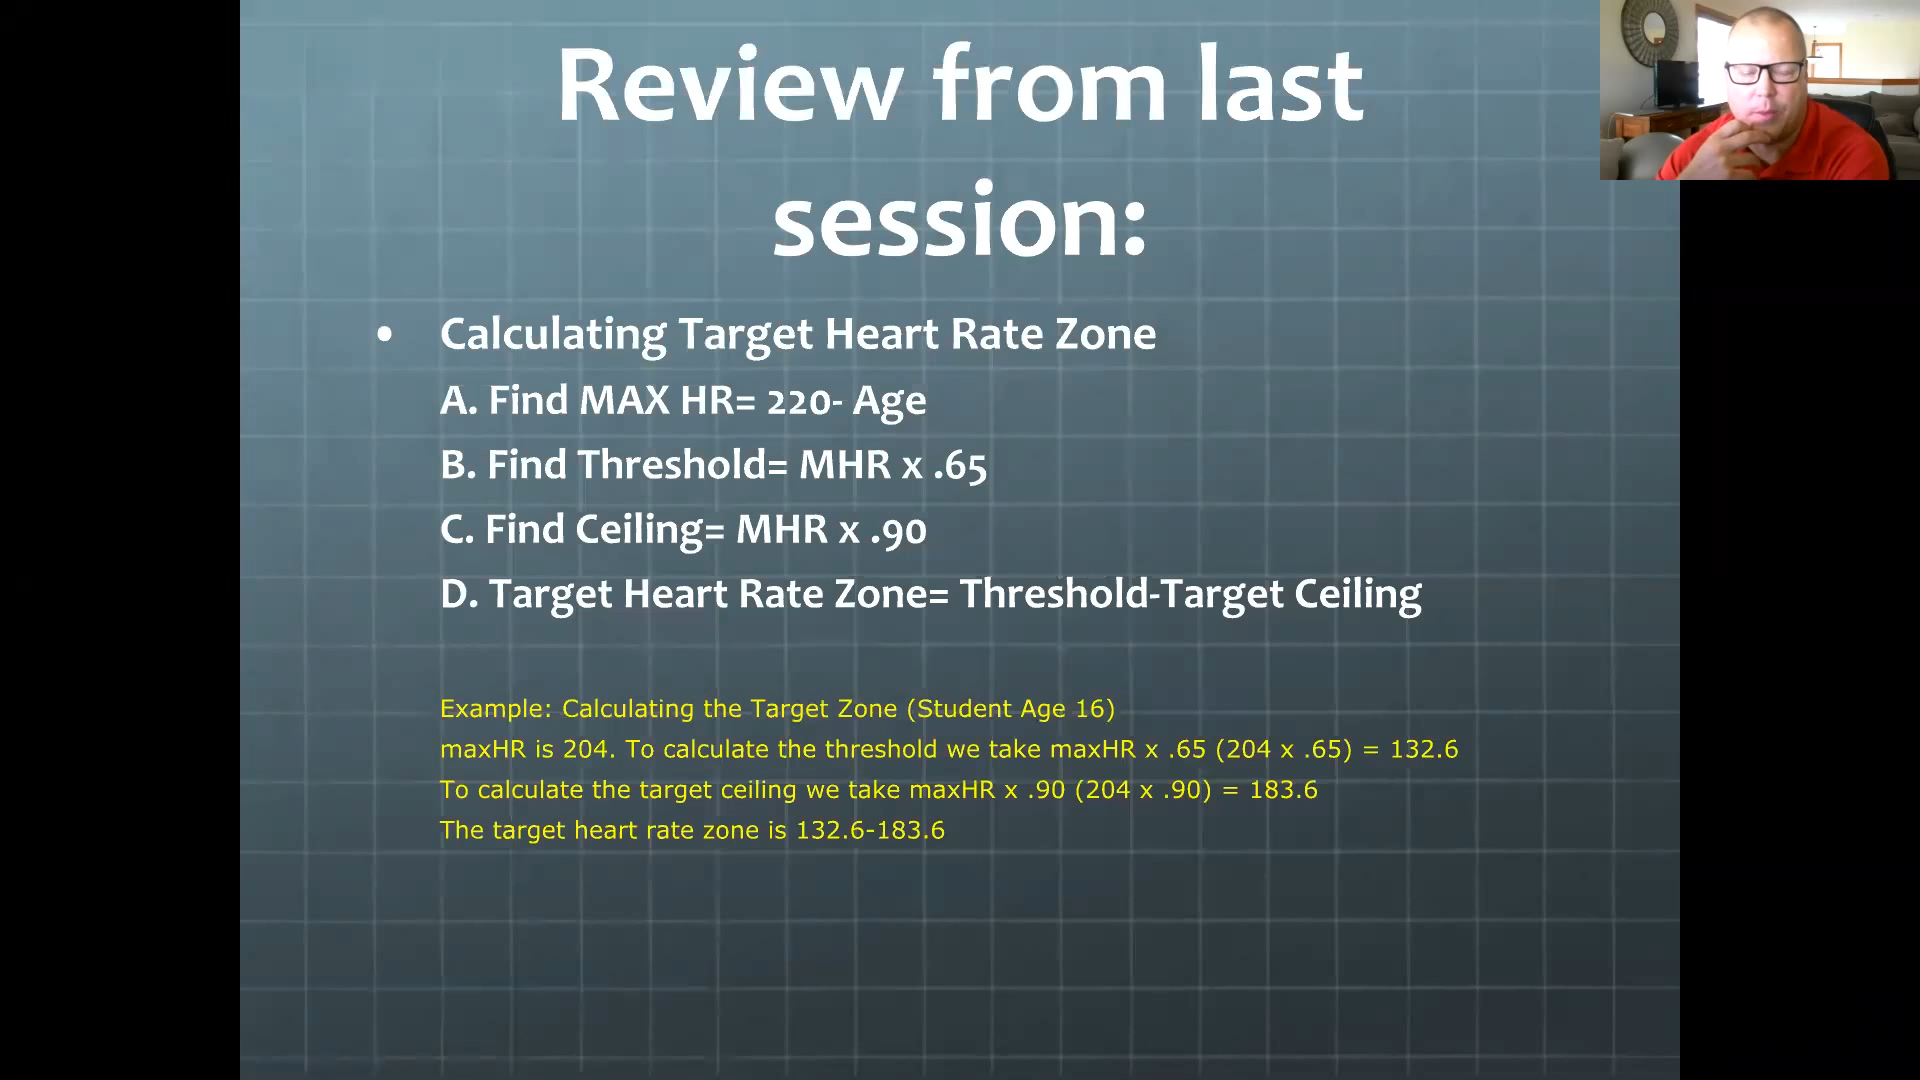 Review from last
session:
• Calculating Target Heart Rate Zone
A. Find MAX HR= 220- Age
B. Find Threshold= MHR x .65
C. Find Ceiling= MHR x .90
D. Target Heart Rate Zone= Threshold-Target Ceiling
Example: Calculating the Target Zone (Student Age 16)
maxHR is 204. To calculate the threshold we take maxHR x .65 (204 x .65) = 132.6
To calculate the target ceiling we take maxHR x .90 (204 x .90) = 183.6
The target heart rate zone is 132.6-183.6